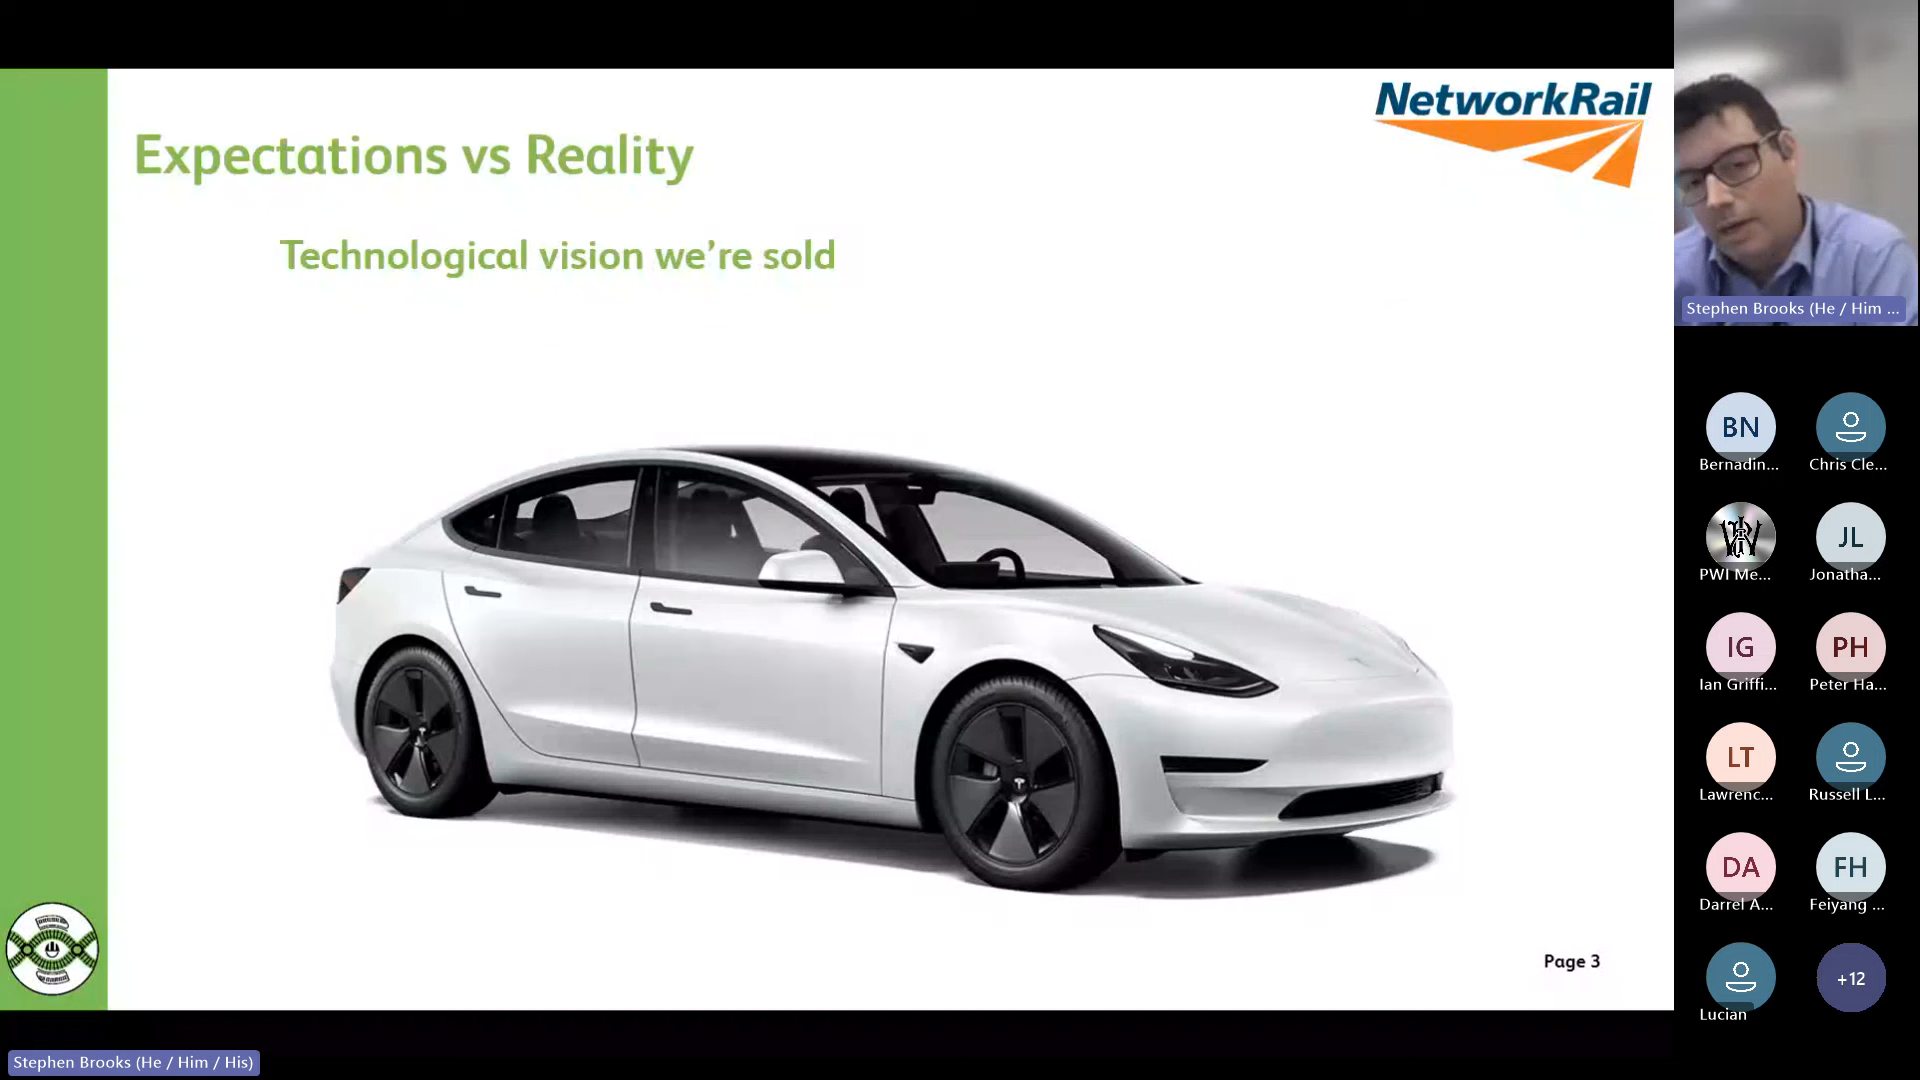 NetworkRail
Expectations vs Reality
Technological vision we're sold
Page 3
Stephen Brooks (He / Him / His)
Stephen Brooks (He / Him ...
BN
Bernadin...
Chris Cle...
PWI Me...
JL
Jonatha...
IG
Ian Griffi...
PH
Peter Ha...
LT
Lawrenc...
Russell L...
DA
Darrel A...
FH
Feiyang ...
Lucian
+12